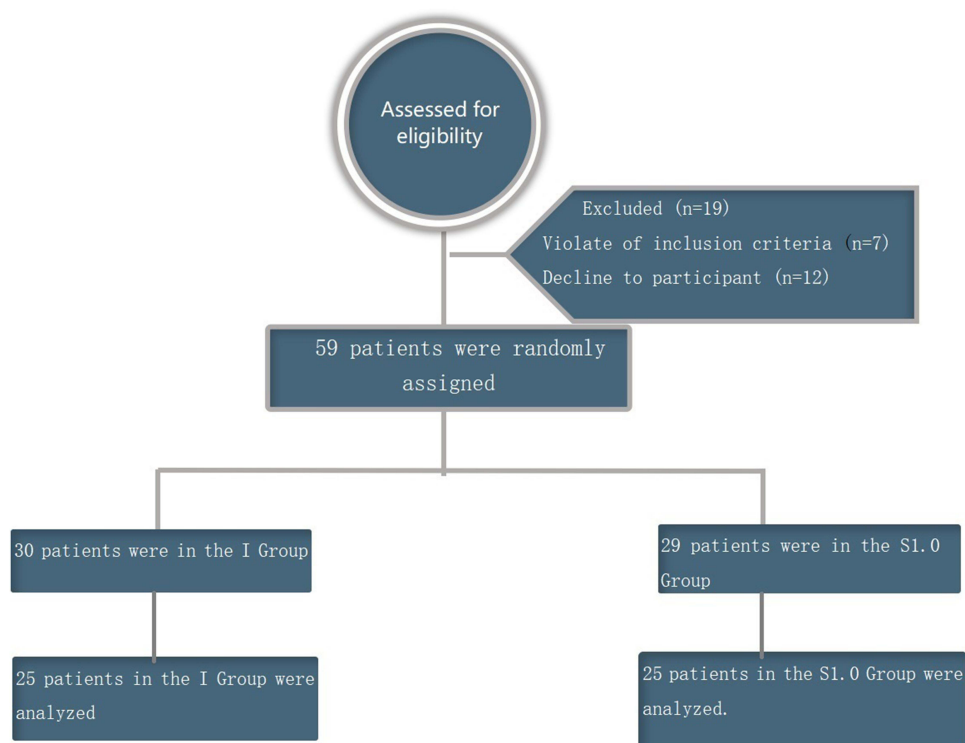 Assessed for
eligibility
Excluded (n=19)
Violate of inclusion criteria (n=7)
Decline to participant (n=12)
59 patients were randomly
assigned
30 patients were in the I Group
29 patients were in the S1.0
Group
25 patients in the I Group were
analyzed
25 patients in the S1.0 Group were
analyzed.